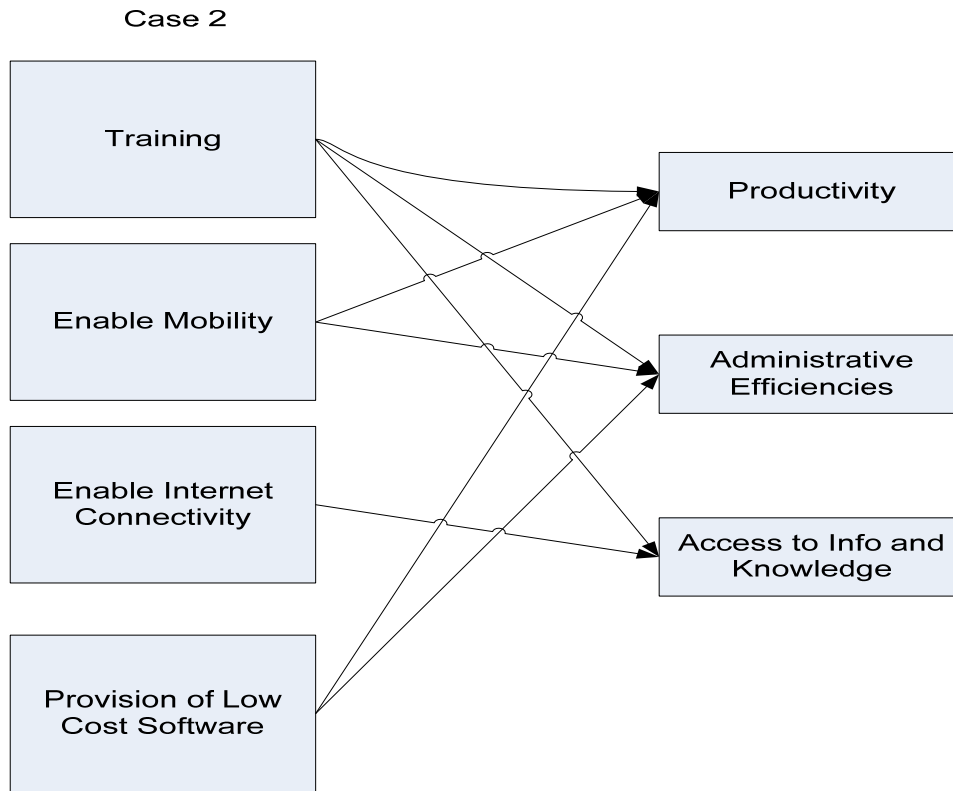 Case 2
Training
Enable Mobility
Enable Internet
Connectivity
Provision of Low
Cost Software
Productivity
Administrative
Efficiencies
Access to Info and
Knowledge